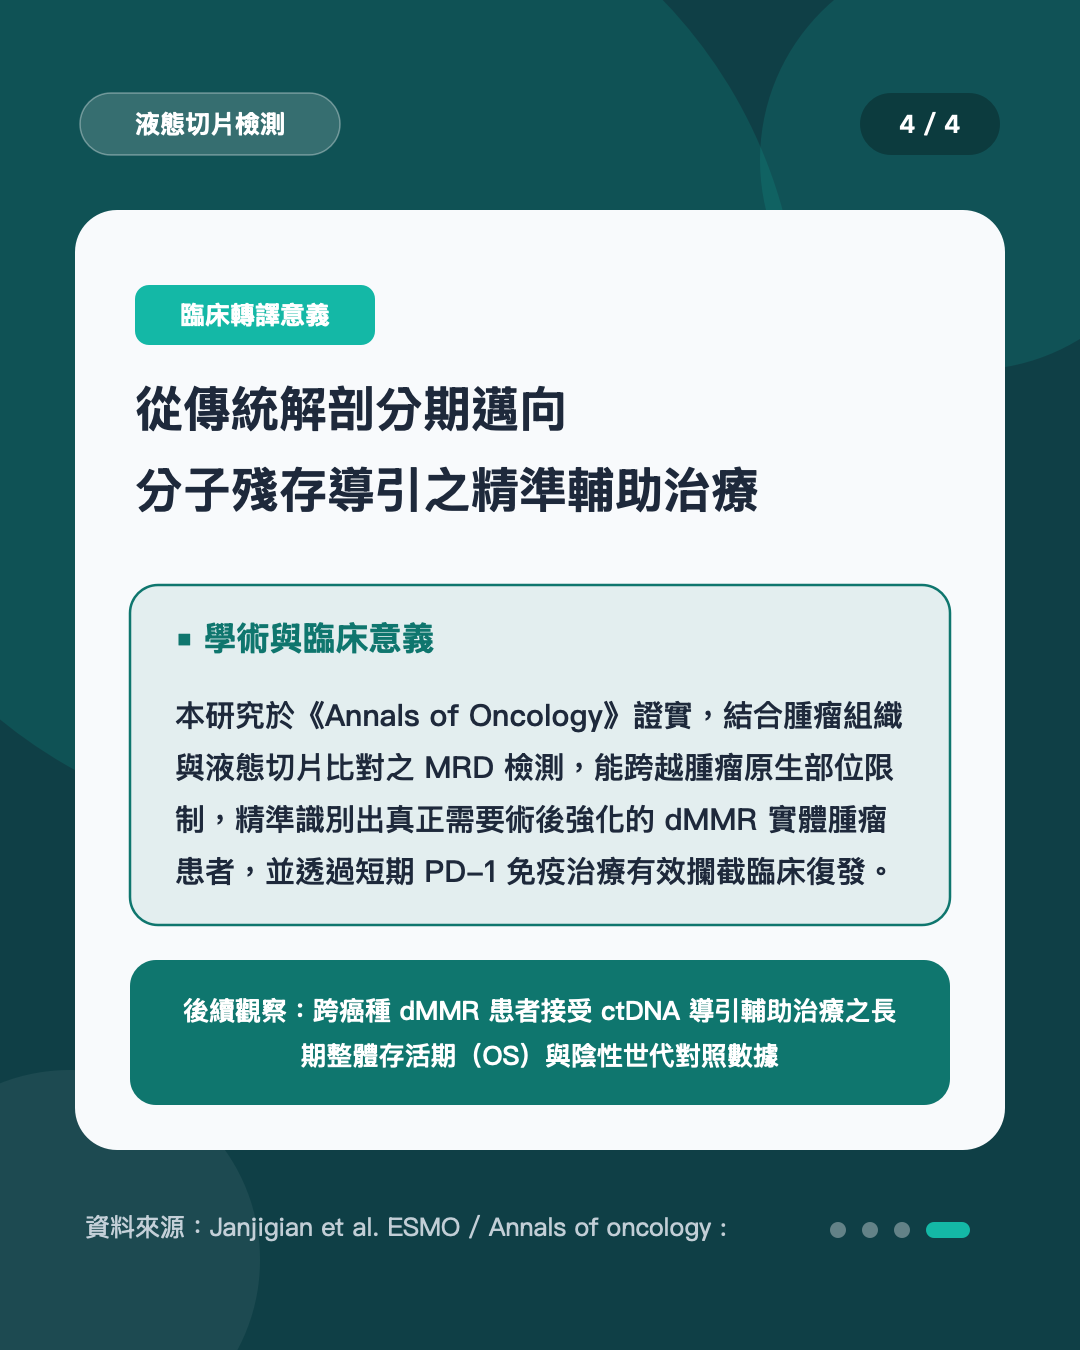 液態切片檢測
4 / 4
臨床轉譯意義
從傳統解剖分期邁向
分子殘存導引之精準輔助治療
▪ 學術與臨床意義
本研究於《Annals of Oncology》證實，結合腫瘤組織
與液態切片比對之 MRD 檢測，能跨越腫瘤原生部位限
制，精準識別出真正需要術後強化的 dMMR 實體腫瘤
患者，並透過短期 PD-1 免疫治療有效攔截臨床復發。
後續觀察：跨癌種 dMMR 患者接受 ctDNA 導引輔助治療之長
期整體存活期（OS）與陰性世代對照數據
資料來源：Janjigian et al. ESMO / Annals of oncology :